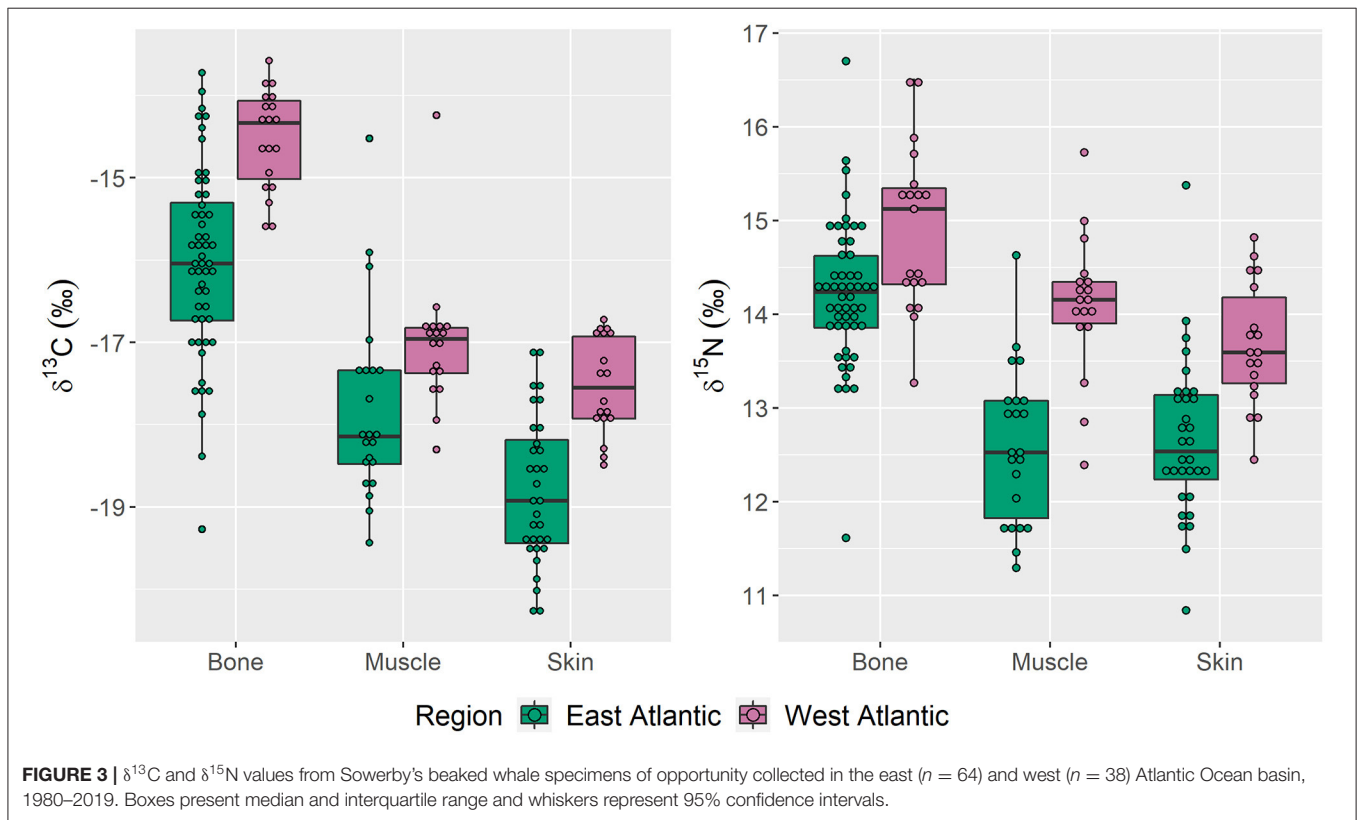 δ¹³C (‰)
-15
-17
-19
Bone Muscle Skin
δ¹⁵N (‰)
17
16
15
14
13
12
11
Bone Muscle Skin
Region East Atlantic West Atlantic
FIGURE 3 | δ¹³C and δ¹⁵N values from Sowerby's beaked whale specimens of opportunity collected in the east (n = 64) and west (n = 38) Atlantic Ocean basin,
1980–2019. Boxes present median and interquartile range and whiskers represent 95% confidence intervals.